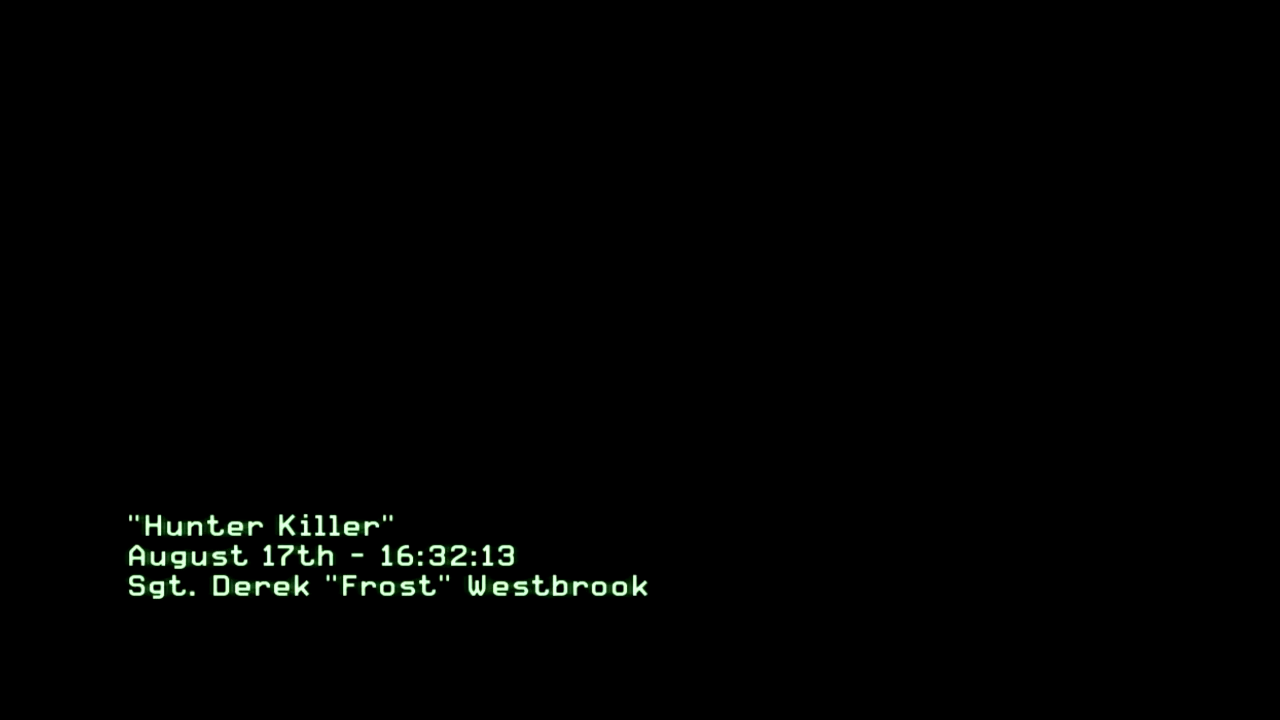 "Hunter Killer"
August 17th - 16:32:13
Sgt. Derek "Frost" Westbrook